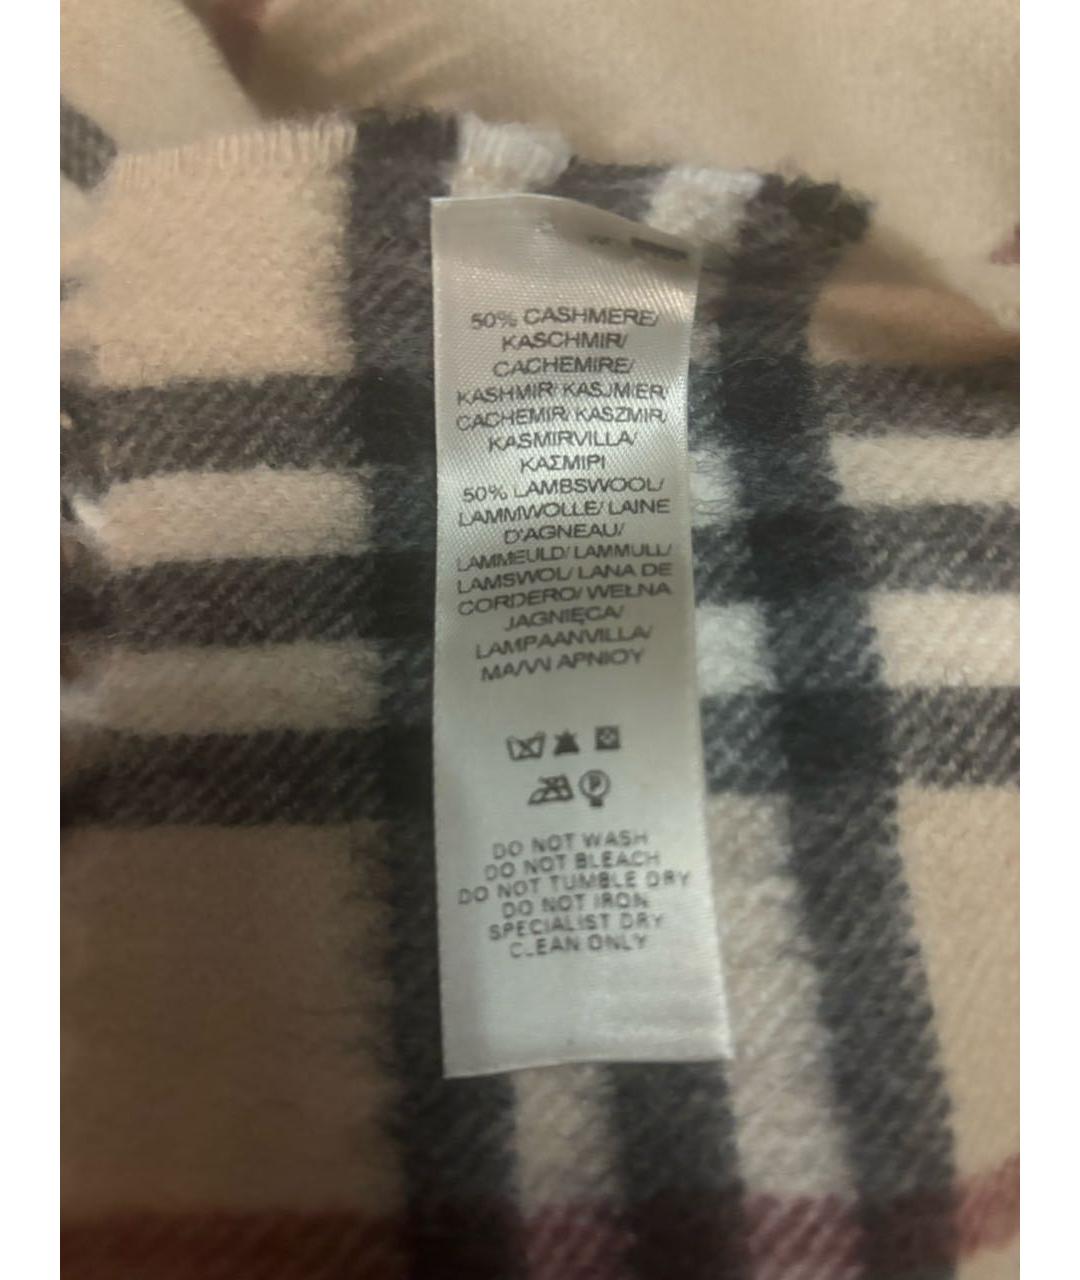 50% CASHMERE/
KASCHMIR/
CACHEMIRE/
KASHMIR/ KASJMIER/
CACHEMIR/ KASZMIR/
KASMIRVILLA/
ΚΑΣΜΙΡΙ
50% LAMBSWOOL/
LAMMWOLLE/ LAINE
D'AGNEAU/
LAMMEULD/ LAMMULL/
LAMSWOL/ LANA DE
CORDERO/ WEŁNA
JAGNIĘCA/
LAMPAANVILLA/
ΜΑΛΛΙ ΑΡΝΙΟΥ
P
DO NOT WASH
DO NOT BLEACH
DO NOT TUMBLE DRY
DO NOT IRON
SPECIALIST DRY
CLEAN ONLY